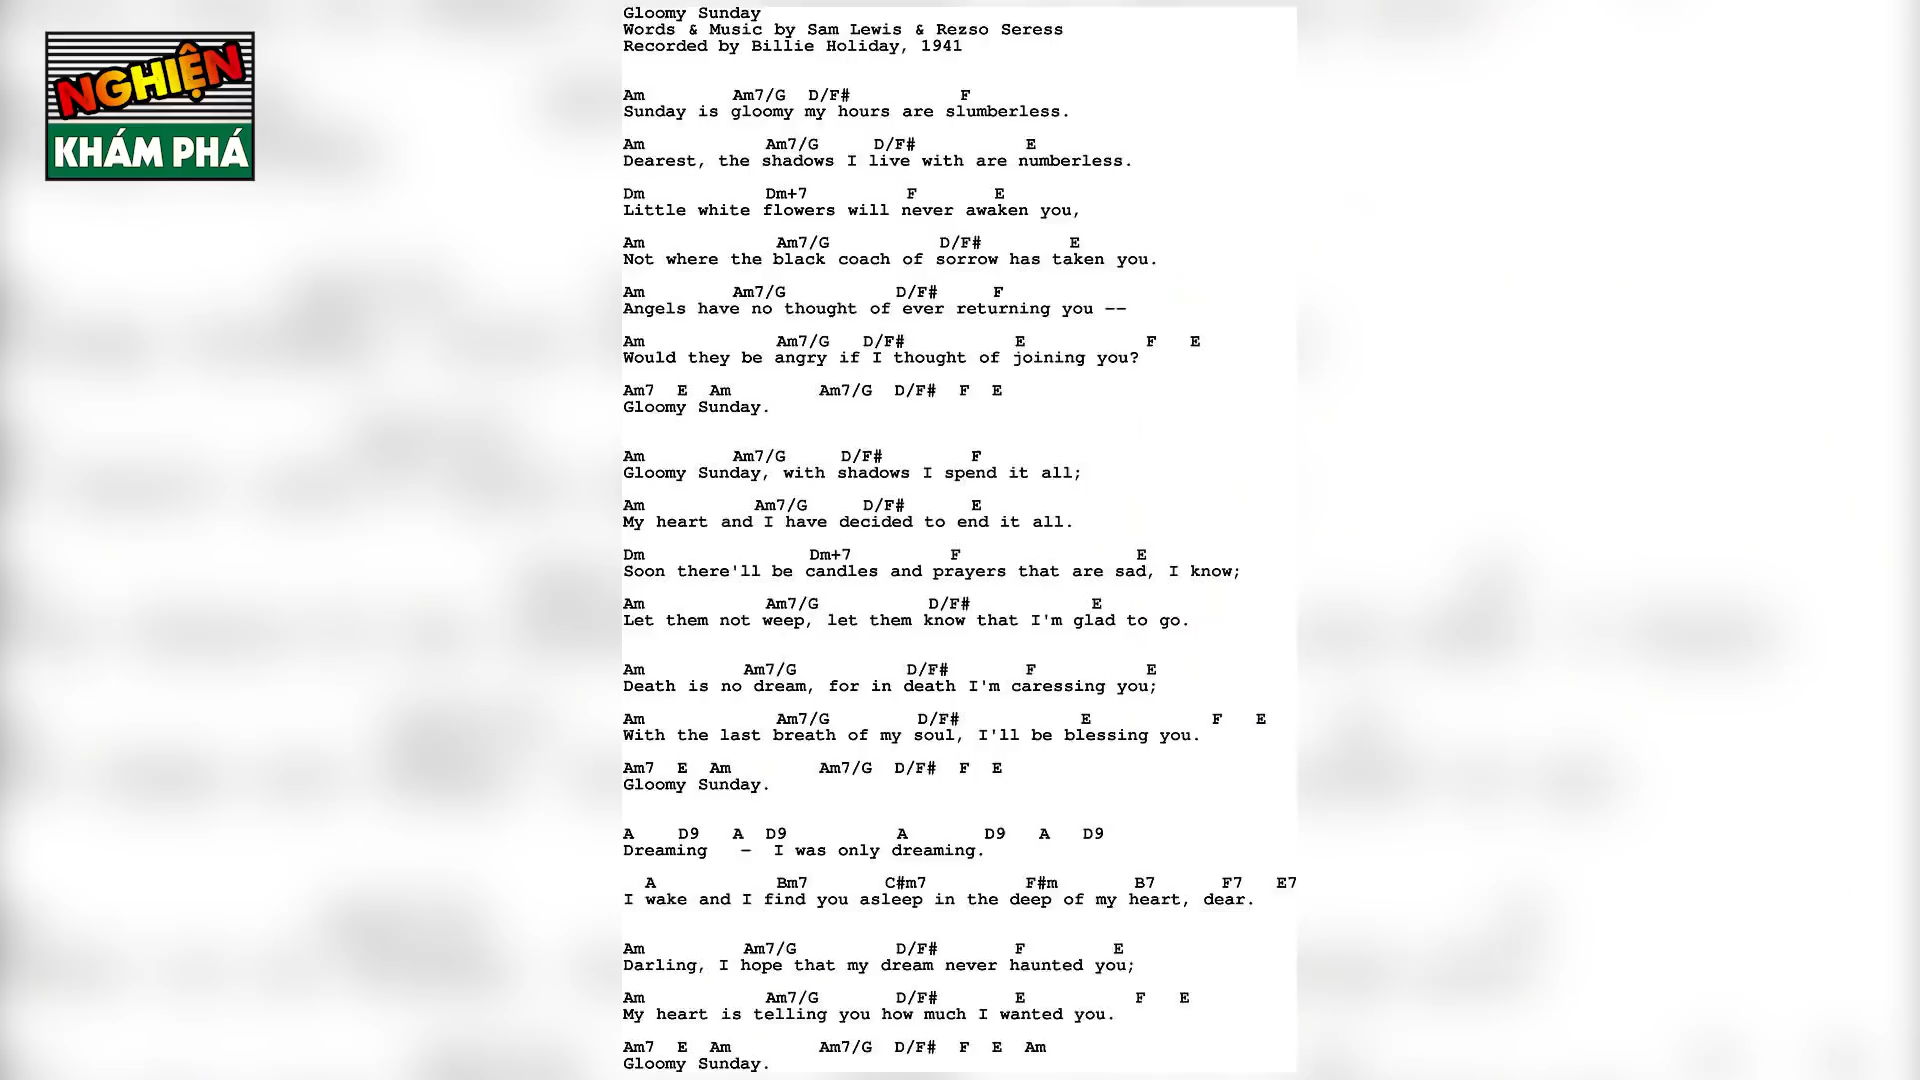 NGHIỆN
KHÁM PHÁ
Gloomy Sunday
Words & Music by Sam Lewis & Rezso Seress
Recorded by Billie Holiday, 1941
Am Am7/G D/F# F
Sunday is gloomy my hours are slumberless.
Am Am7/G D/F# E
Dearest, the shadows I live with are numberless.
Dm Dm+7 F E
Little white flowers will never awaken you,
Am Am7/G D/F# E
Not where the black coach of sorrow has taken you.
Am Am7/G D/F# F
Angels have no thought of ever returning you --
Am Am7/G D/F# E F E
Would they be angry if I thought of joining you?
Am7 E Am Am7/G D/F# F E
Gloomy Sunday.
Am Am7/G D/F# F
Gloomy Sunday, with shadows I spend it all;
Am Am7/G D/F# E
My heart and I have decided to end it all.
Dm Dm+7 F E
Soon there'll be candles and prayers that are sad, I know;
Am Am7/G D/F# E
Let them not weep, let them know that I'm glad to go.
Am Am7/G D/F# F E
Death is no dream, for in death I'm caressing you;
Am Am7/G D/F# E F E
With the last breath of my soul, I'll be blessing you.
Am7 E Am Am7/G D/F# F E
Gloomy Sunday.
A D9 A D9 A D9 A D9
Dreaming - I was only dreaming.
A Bm7 C#m7 F#m B7 F7 E7
I wake and I find you asleep in the deep of my heart, dear.
Am Am7/G D/F# F E
Darling, I hope that my dream never haunted you;
Am Am7/G D/F# E F E
My heart is telling you how much I wanted you.
Am7 E Am Am7/G D/F# F E Am
Gloomy Sunday.